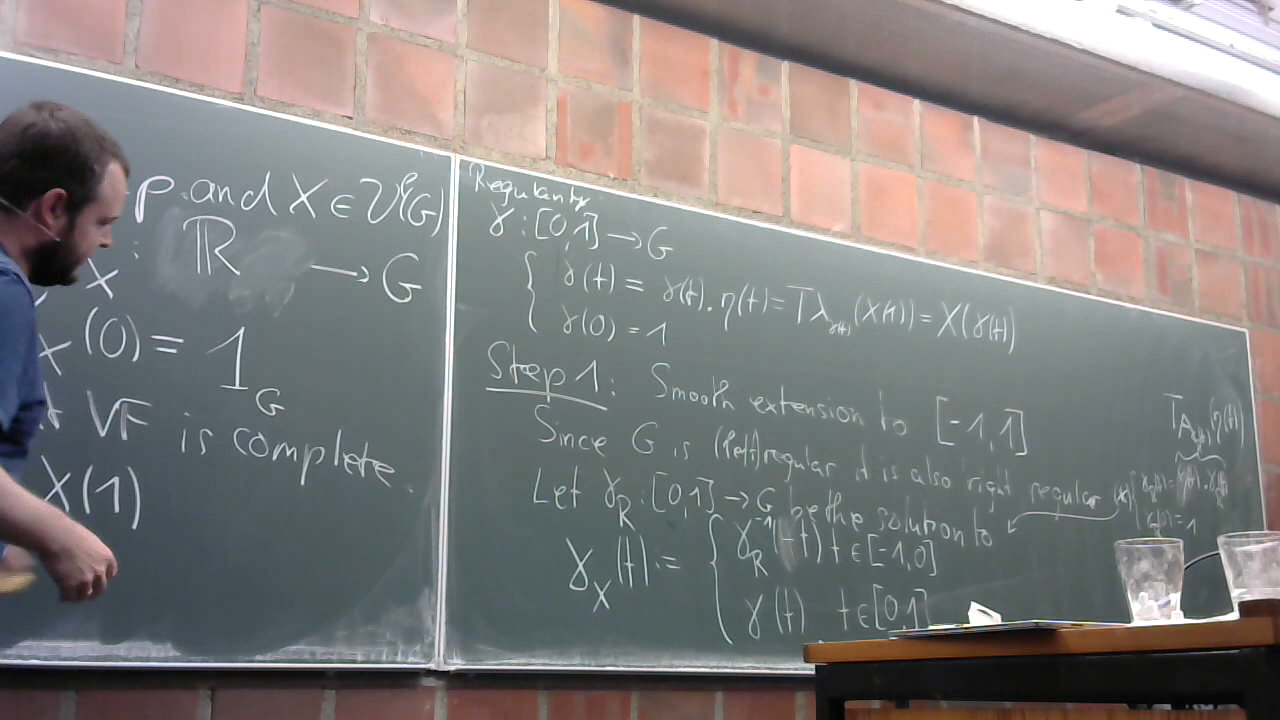 p and X ∈ 𝒱ˡ(G)
X : ℝ → G
X(0) = 1_G
VF is complete.
X(1)
Regularity:
γ : [0,1] → G
γ̇(t) = γ(t).η(t) = Tλ_γ(t)(X(1)) = X(γ(t))
γ(0) = 1
Step 1: Smooth extension to [-1,1]
Since G is (left)regular it is also right regular
Let γ_R : [0,1] → G be the solution to
γ_X(t) := { γ_R⁻¹(-t) t ∈ [-1,0]
γ(t) t ∈ [0,1]